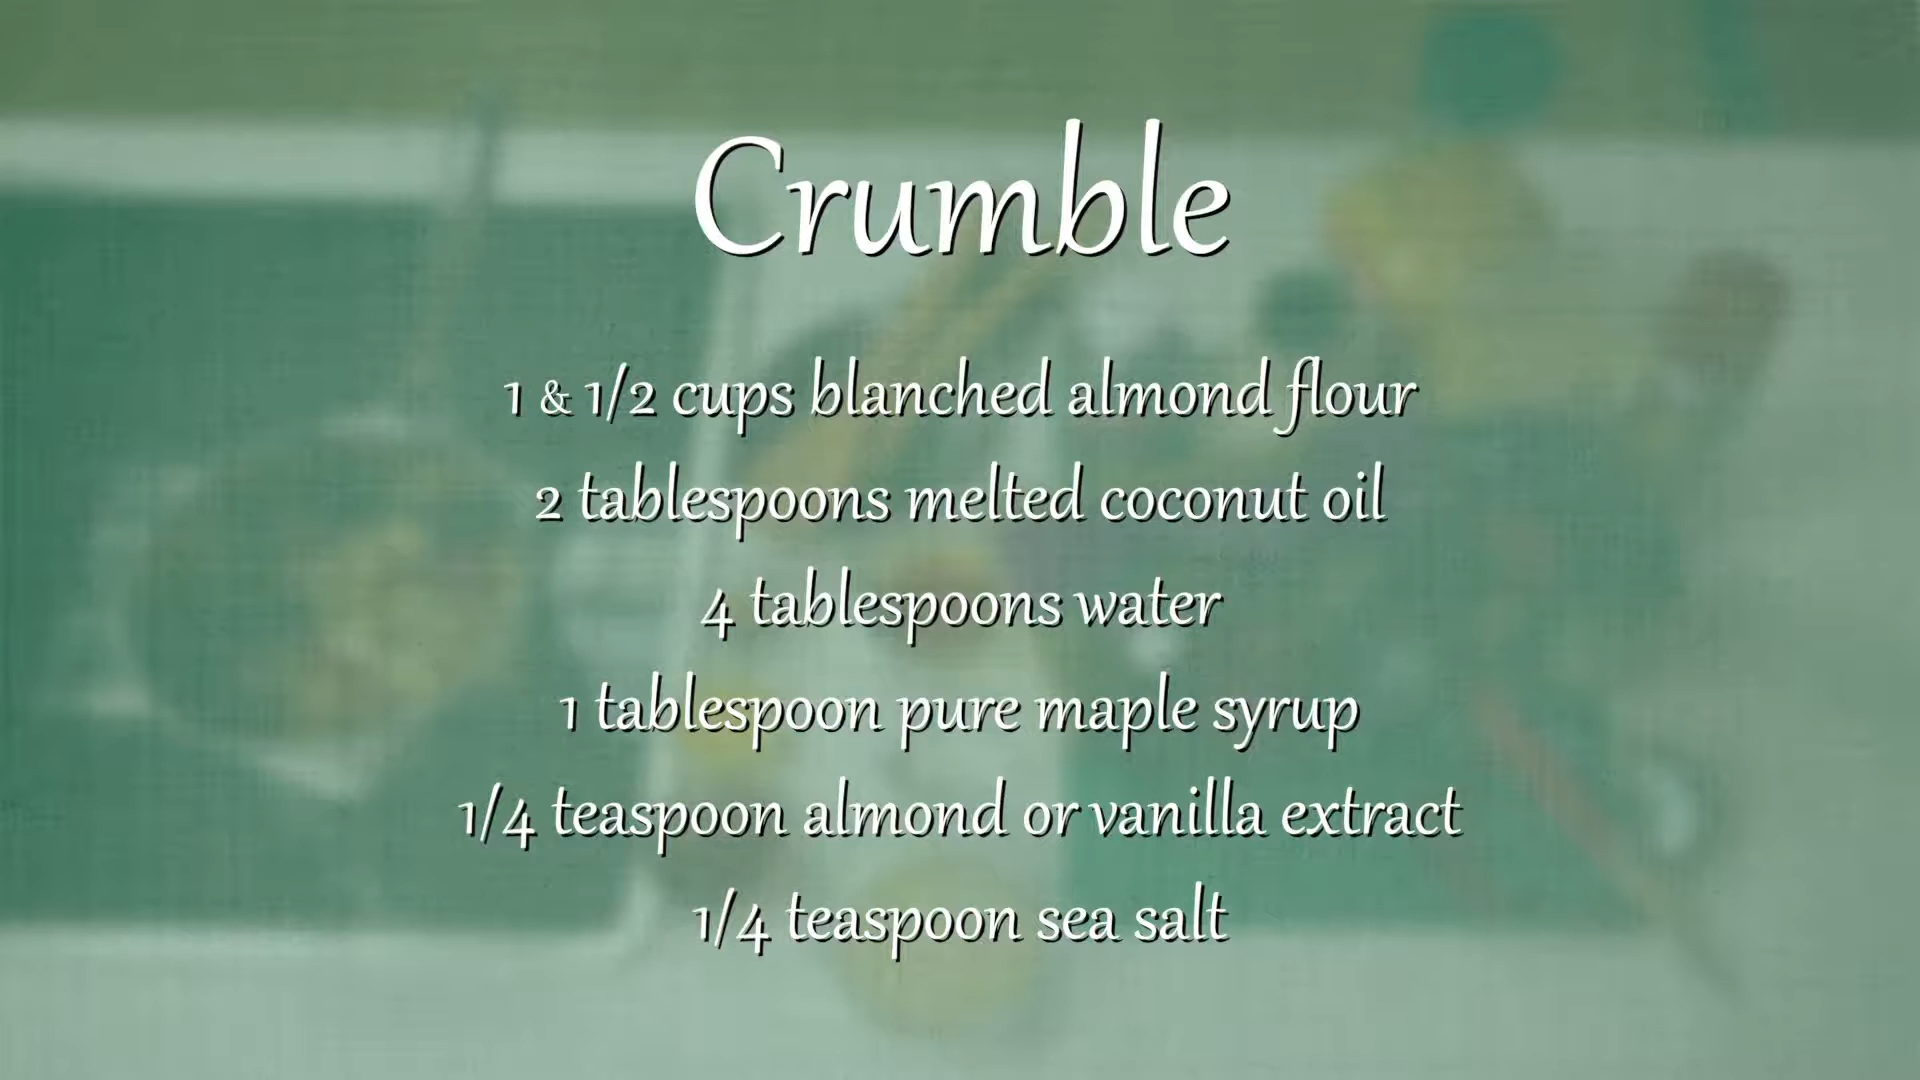 Crumble
1 & 1/2 cups blanched almond flour
2 tablespoons melted coconut oil
4 tablespoons water
1 tablespoon pure maple syrup
1/4 teaspoon almond or vanilla extract
1/4 teaspoon sea salt